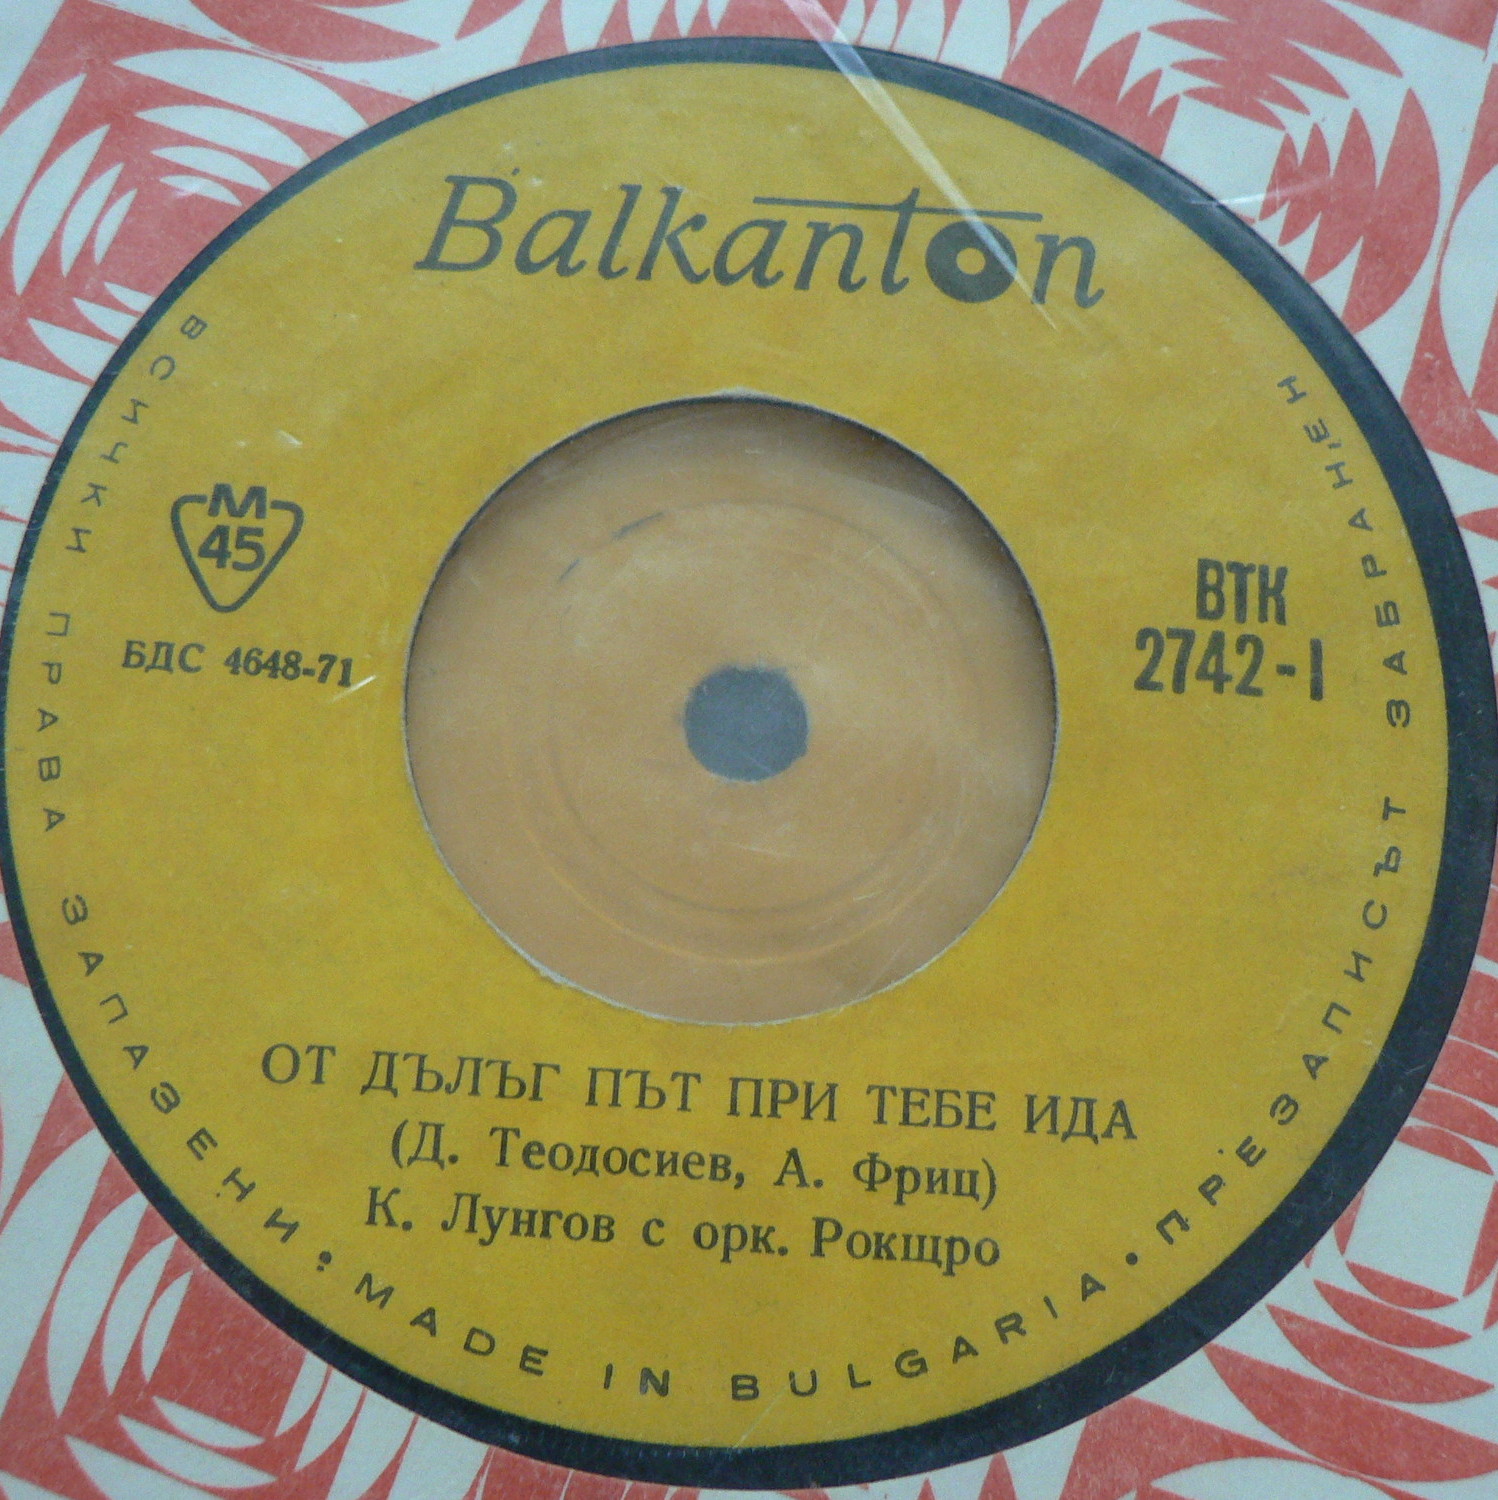 Balkanton
М
45
БДС 4648-71
ВТК
2742-I
ОТ ДЪЛЪГ ПЪТ ПРИ ТЕБЕ ИДА
(Д. Теодосиев, А. Фриц)
К. Лунгов с орк. Рокщро
ВСИЧКИ ПРАВА ЗАПАЗЕНИ • MADE IN BULGARIA • ПРЕЗАПИСЪТ ЗАБРАНЕН